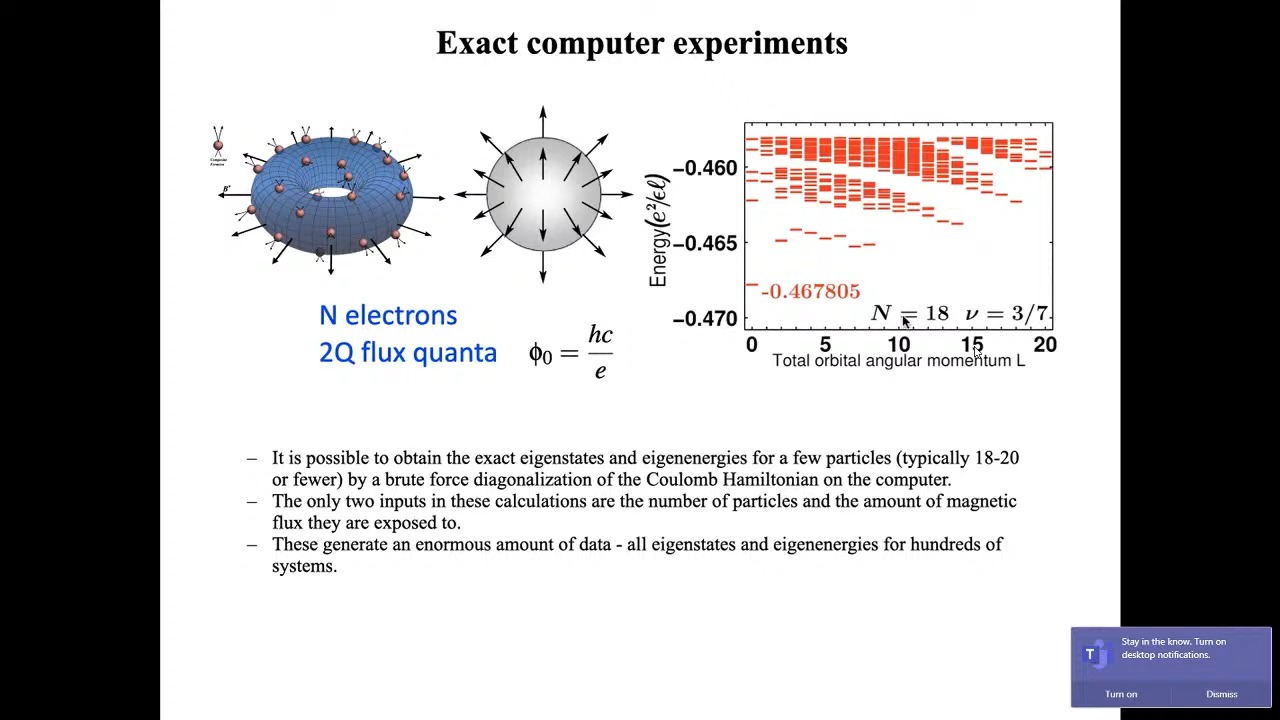 Exact computer experiments
Composite
Fermion
B*
N electrons
2Q flux quanta
ϕ₀ = hc/e
Energy(e²/ϵℓ)
−0.460
−0.465
−0.470
-0.467805
N = 18 ν = 3/7
0 5 10 15 20
Total orbital angular momentum L
– It is possible to obtain the exact eigenstates and eigenenergies for a few particles (typically 18-20
or fewer) by a brute force diagonalization of the Coulomb Hamiltonian on the computer.
– The only two inputs in these calculations are the number of particles and the amount of magnetic
flux they are exposed to.
– These generate an enormous amount of data - all eigenstates and eigenenergies for hundreds of
systems.
T
Stay in the know. Turn on
desktop notifications.
Turn on
Dismiss